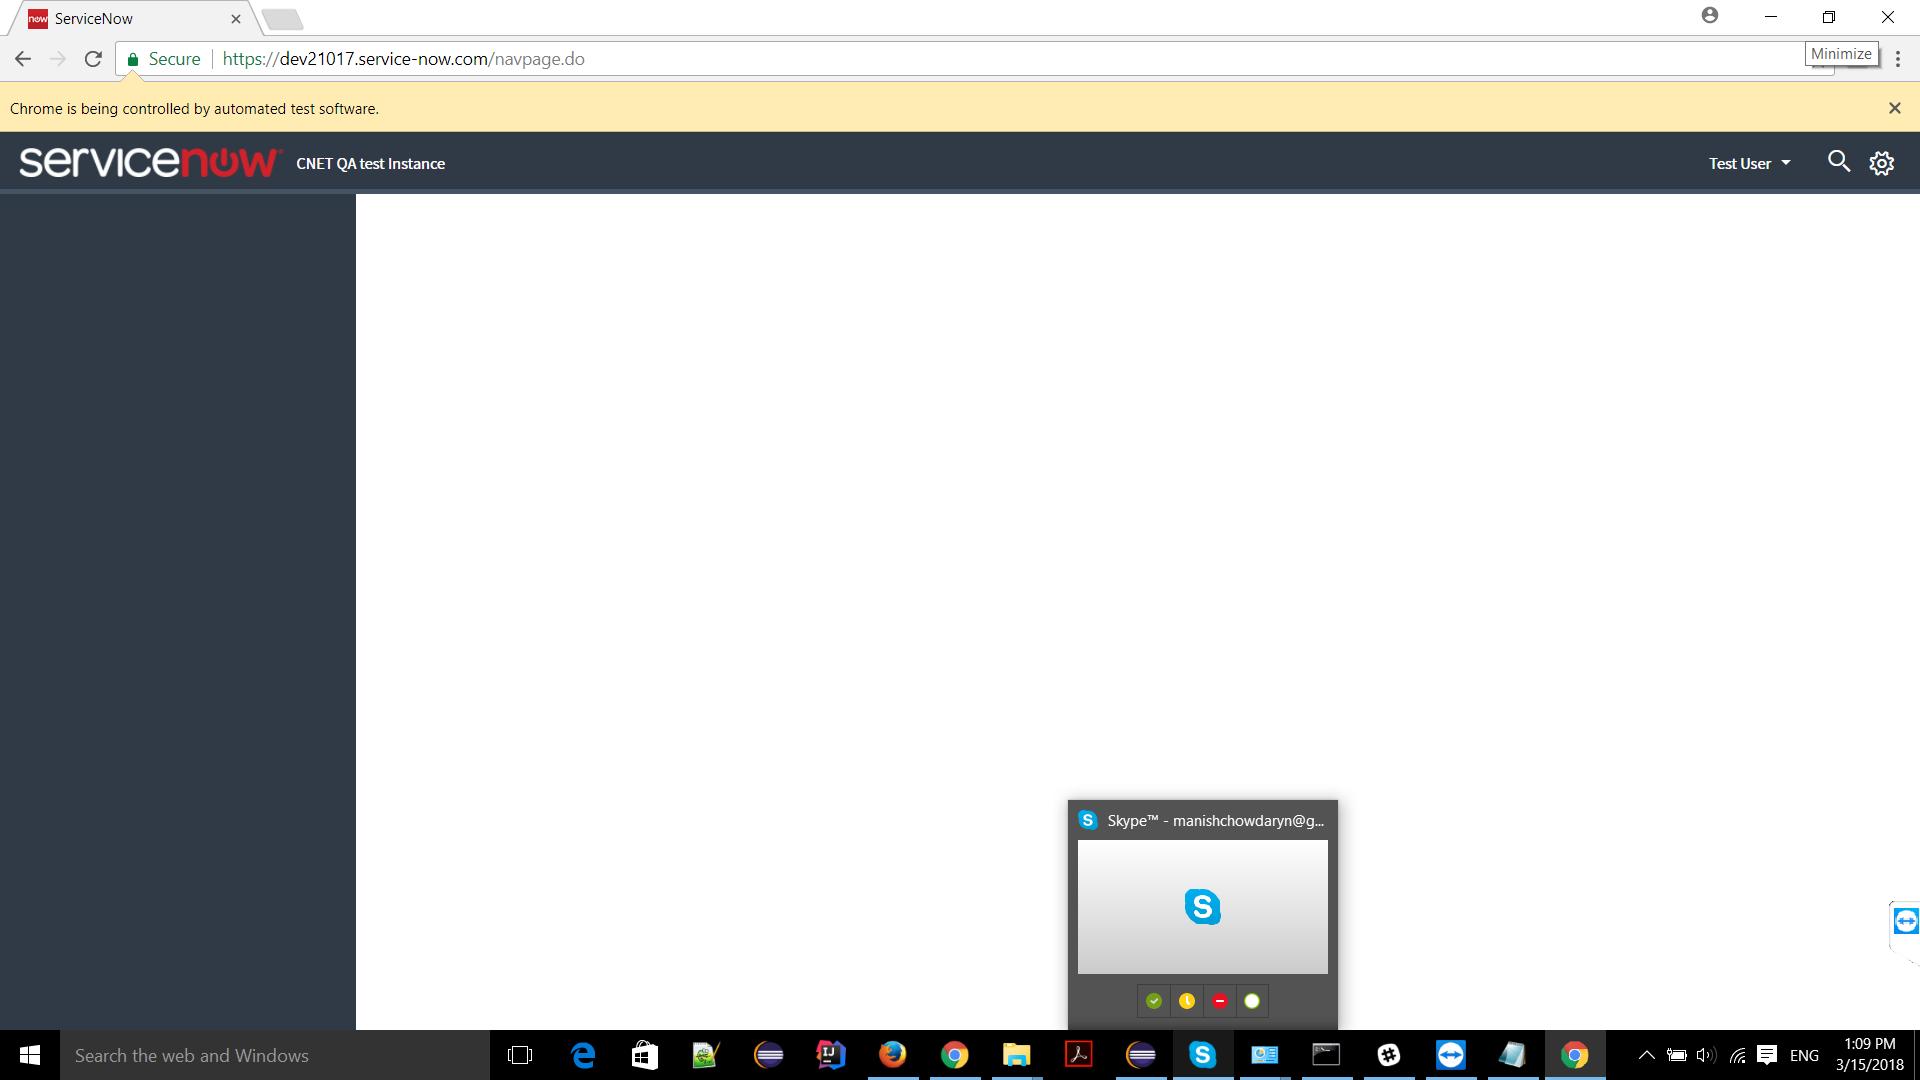 now ServiceNow
Secure https://dev21017.service-now.com/navpage.do
Minimize
Chrome is being controlled by automated test software.
servicenow CNET QA test Instance Test User
Skype™ - manishchowdaryn@g...
S
Search the web and Windows
IJ
S
ENG
1:09 PM
3/15/2018